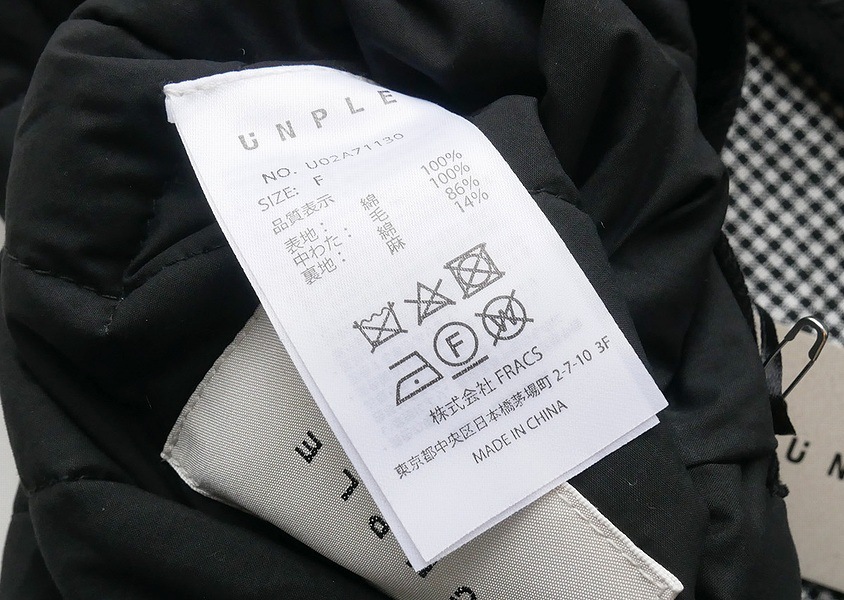 ÜNPLE
NO. U02A71130
SIZE: F
品質表示
表地： 綿 100%
中わた： 毛 100%
裏地： 綿 86%
麻 14%
F
W
株式会社 FRACS
東京都中央区日本橋茅場町 2-7-10 3F
MADE IN CHINA